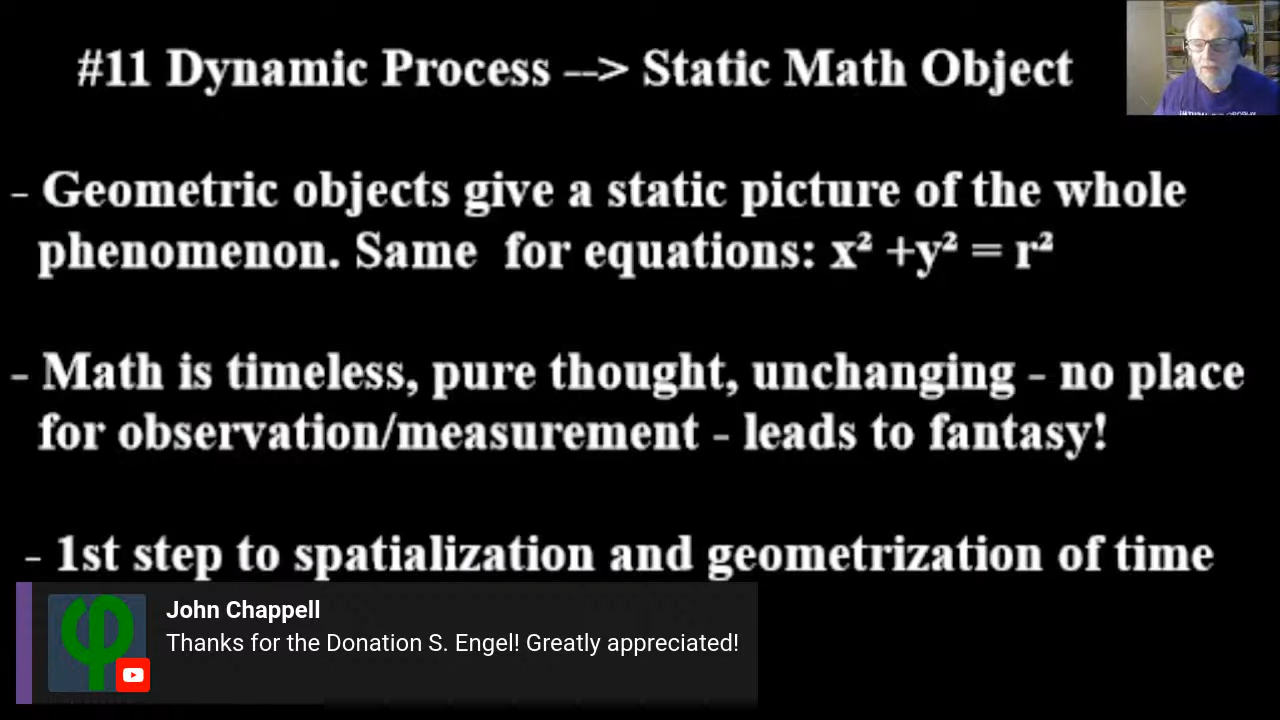 #11 Dynamic Process --> Static Math Object
- Geometric objects give a static picture of the whole
phenomenon. Same for equations: x² +y² = r²
- Math is timeless, pure thought, unchanging - no place
for observation/measurement - leads to fantasy!
- 1st step to spatialization and geometrization of time
John Chappell
Thanks for the Donation S. Engel! Greatly appreciated!